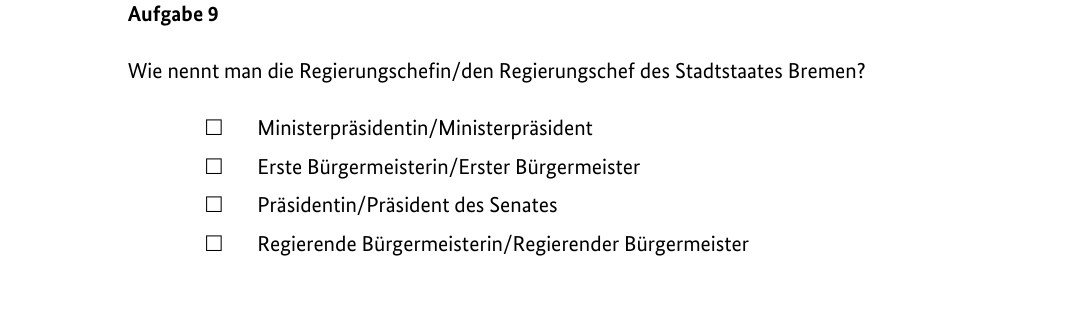 Aufgabe 9
Wie nennt man die Regierungschefin/den Regierungschef des Stadtstaates Bremen?
☐ Ministerpräsidentin/Ministerpräsident
☐ Erste Bürgermeisterin/Erster Bürgermeister
☐ Präsidentin/Präsident des Senates
☐ Regierende Bürgermeisterin/Regierender Bürgermeister